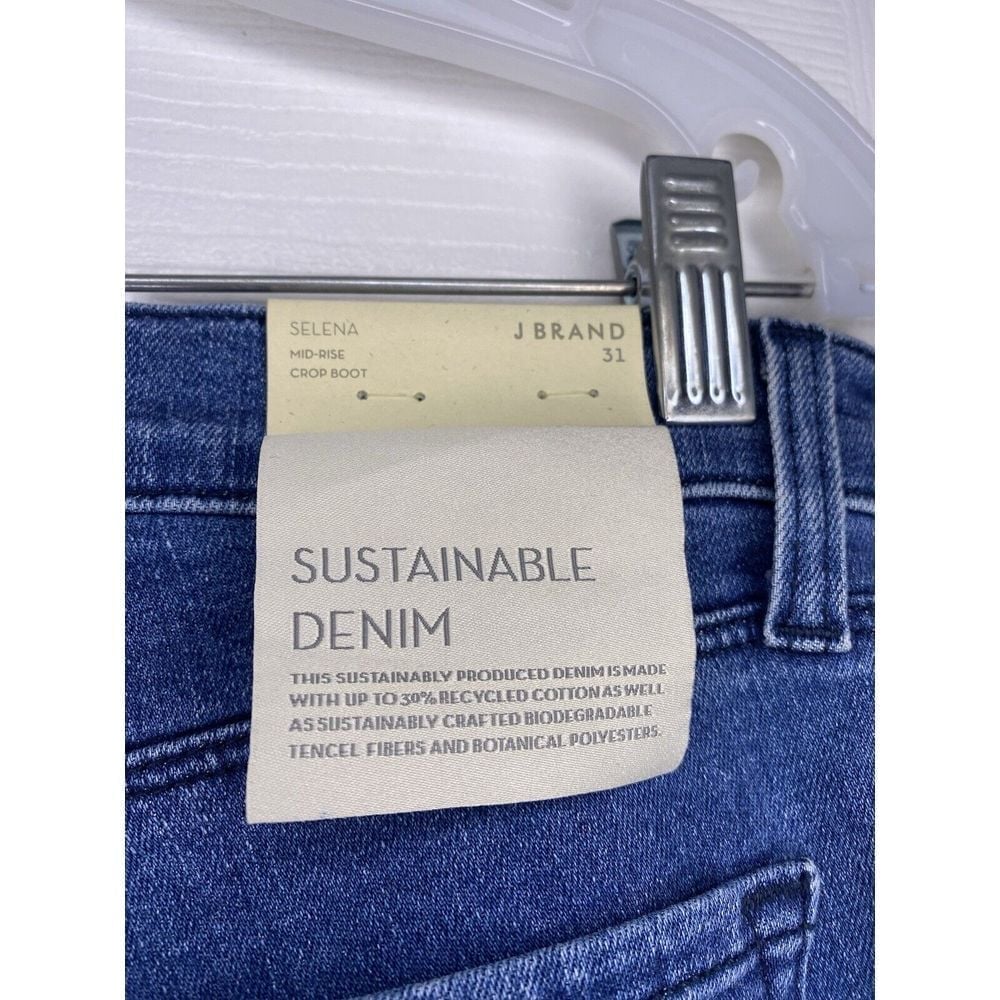 SELENA
MID-RISE
CROP BOOT
J BRAND
31
SUSTAINABLE
DENIM
THIS SUSTAINABLY PRODUCED DENIM IS MADE
WITH UP TO 30% RECYCLED COTTON AS WELL
AS SUSTAINABLY CRAFTED BIODEGRADABLE
TENCEL FIBERS AND BOTANICAL POLYESTERS.